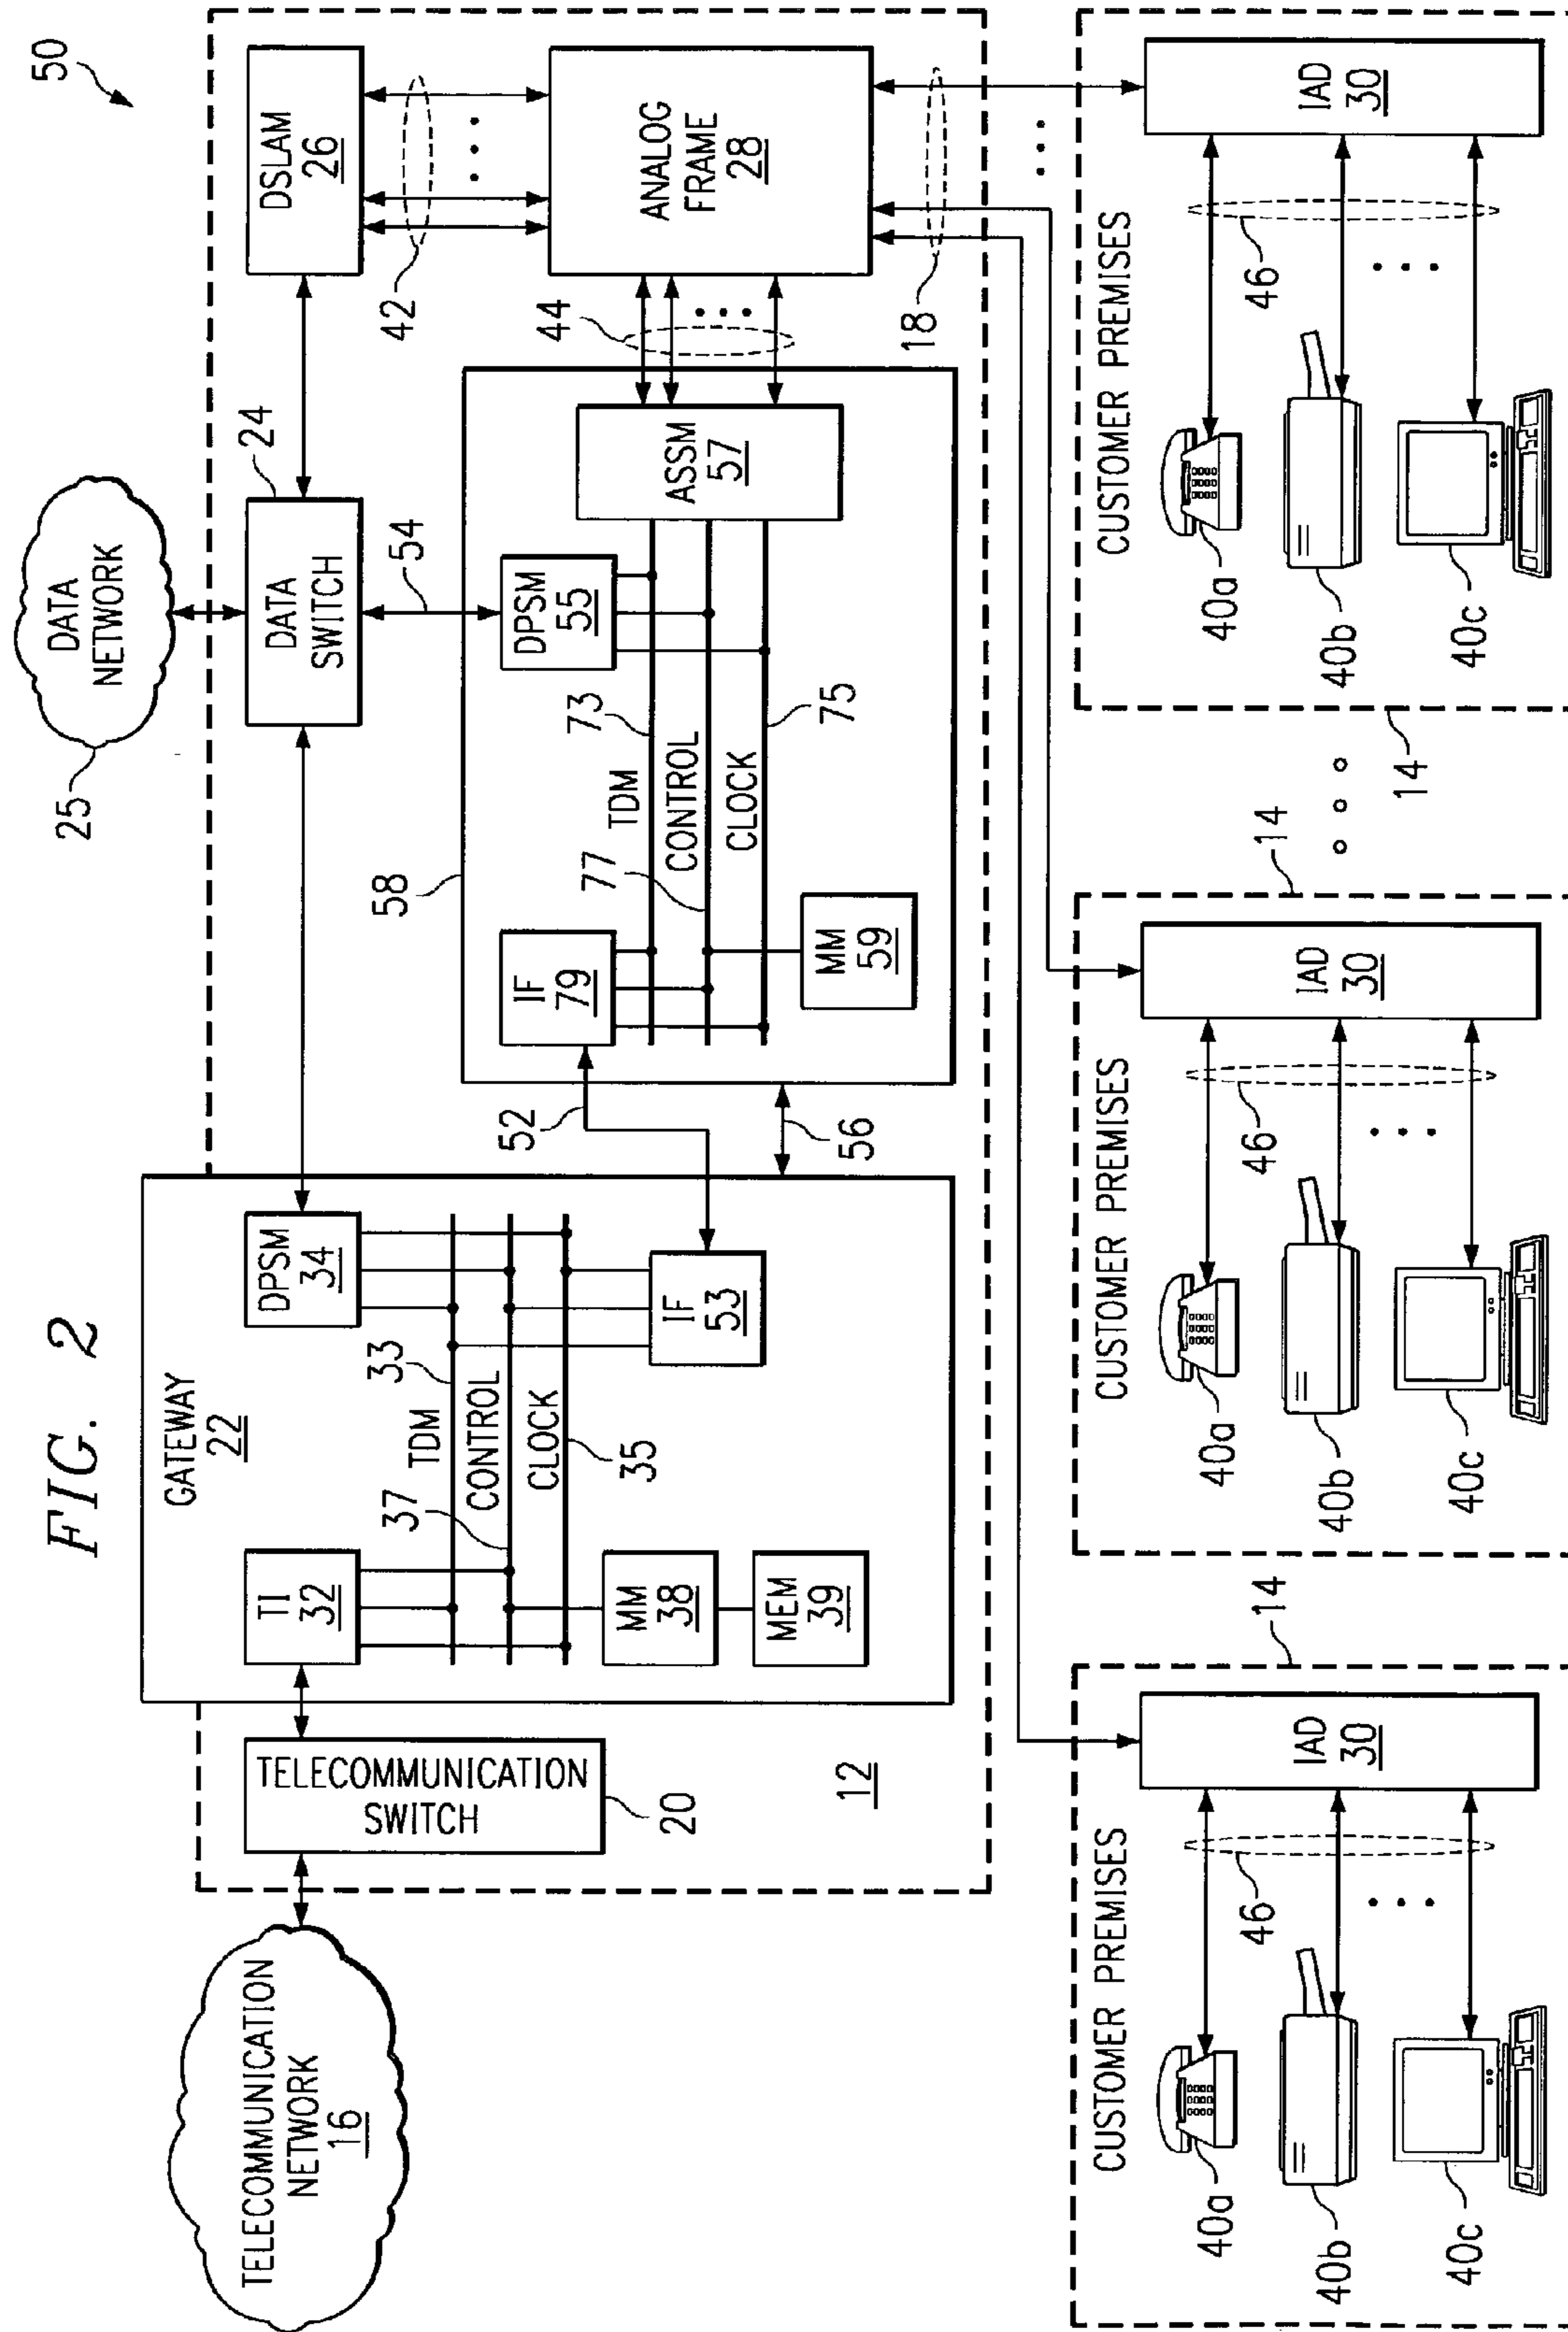 FIG. 2
50
TELECOMMUNICATION
NETWORK
16
TELECOMMUNICATION
SWITCH
20
12
GATEWAY
22
TI
32
DPSM
34
33
TDM
37
CONTROL
CLOCK
35
MM
38
MEM
39
IF
53
52
56
DATA
NETWORK
25
DATA
SWITCH
24
54
58
IF
79
DPSM
55
73
TDM
77
CONTROL
CLOCK
75
MM
59
ASSM
57
44
DSLAM
26
42
ANALOG
FRAME
28
18
14
CUSTOMER PREMISES
IAD
30
46
40a
40b
40c
14
CUSTOMER PREMISES
IAD
30
46
40a
40b
40c
14
CUSTOMER PREMISES
IAD
30
46
40a
40b
40c